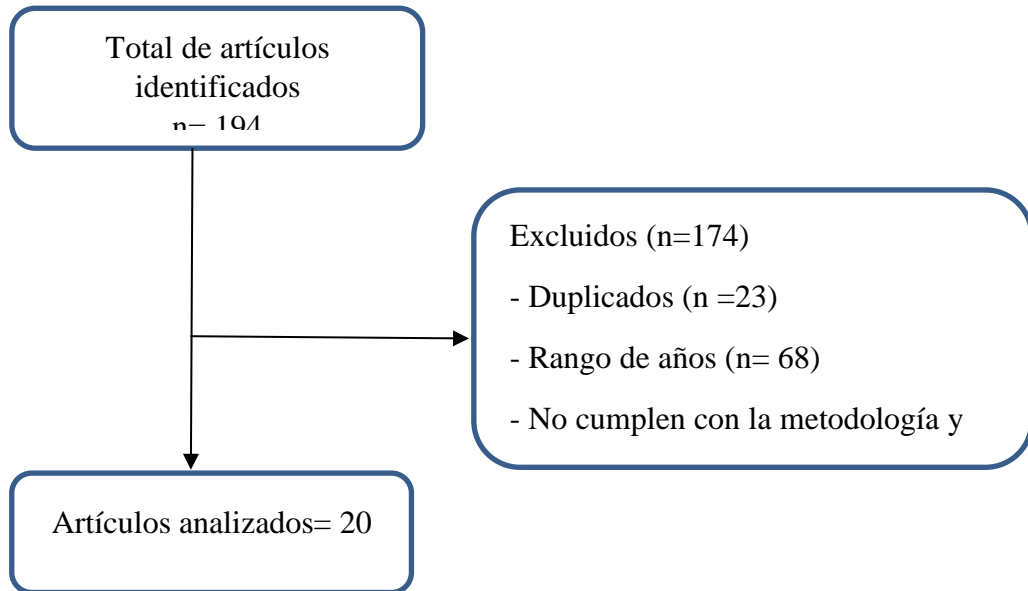 Total de artículos
identificados
n= 194
Excluidos (n=174)
- Duplicados (n =23)
- Rango de años (n= 68)
- No cumplen con la metodología y
Artículos analizados= 20